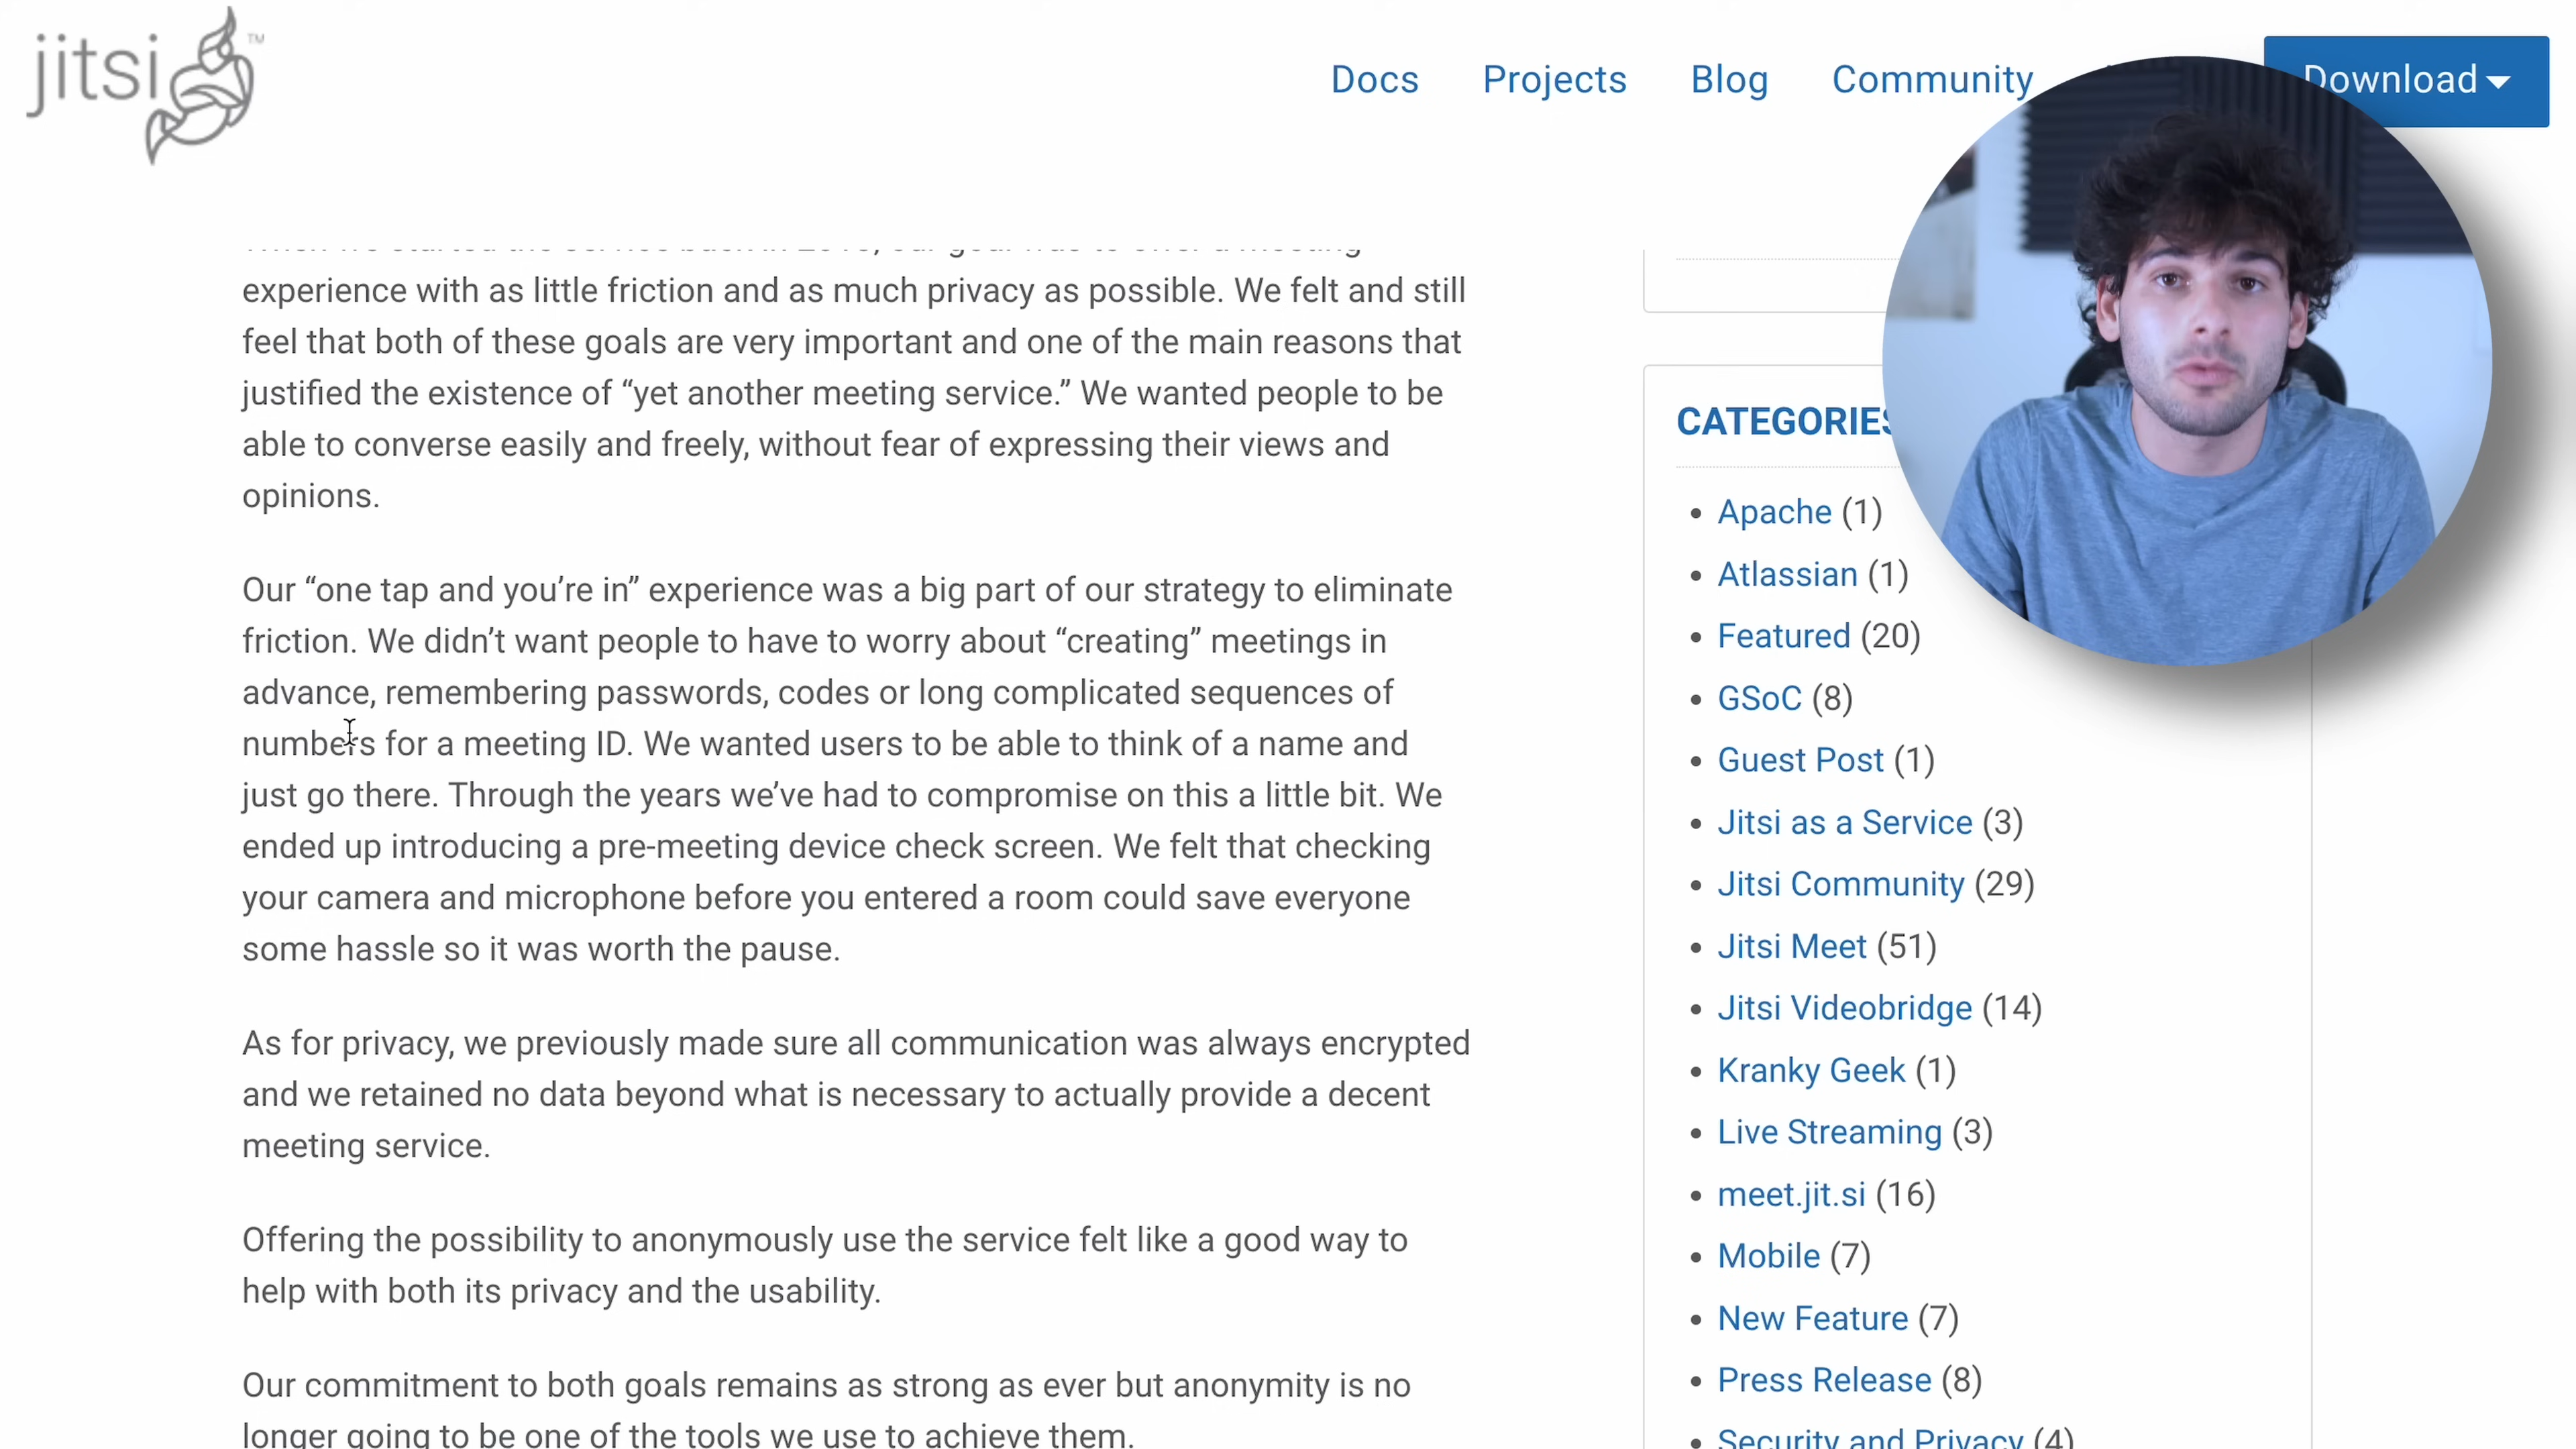 jitsi™
Docs
Projects
Blog
Community
Download
experience with as little friction and as much privacy as possible. We felt and still
feel that both of these goals are very important and one of the main reasons that
justified the existence of “yet another meeting service.” We wanted people to be
able to converse easily and freely, without fear of expressing their views and
opinions.
Our “one tap and you’re in” experience was a big part of our strategy to eliminate
friction. We didn’t want people to have to worry about “creating” meetings in
advance, remembering passwords, codes or long complicated sequences of
numbers for a meeting ID. We wanted users to be able to think of a name and
just go there. Through the years we’ve had to compromise on this a little bit. We
ended up introducing a pre-meeting device check screen. We felt that checking
your camera and microphone before you entered a room could save everyone
some hassle so it was worth the pause.
As for privacy, we previously made sure all communication was always encrypted
and we retained no data beyond what is necessary to actually provide a decent
meeting service.
Offering the possibility to anonymously use the service felt like a good way to
help with both its privacy and the usability.
Our commitment to both goals remains as strong as ever but anonymity is no
longer going to be one of the tools we use to achieve them.
CATEGORIES
Apache (1)
Atlassian (1)
Featured (20)
GSoC (8)
Guest Post (1)
Jitsi as a Service (3)
Jitsi Community (29)
Jitsi Meet (51)
Jitsi Videobridge (14)
Kranky Geek (1)
Live Streaming (3)
meet.jit.si (16)
Mobile (7)
New Feature (7)
Press Release (8)
Security and Privacy (4)